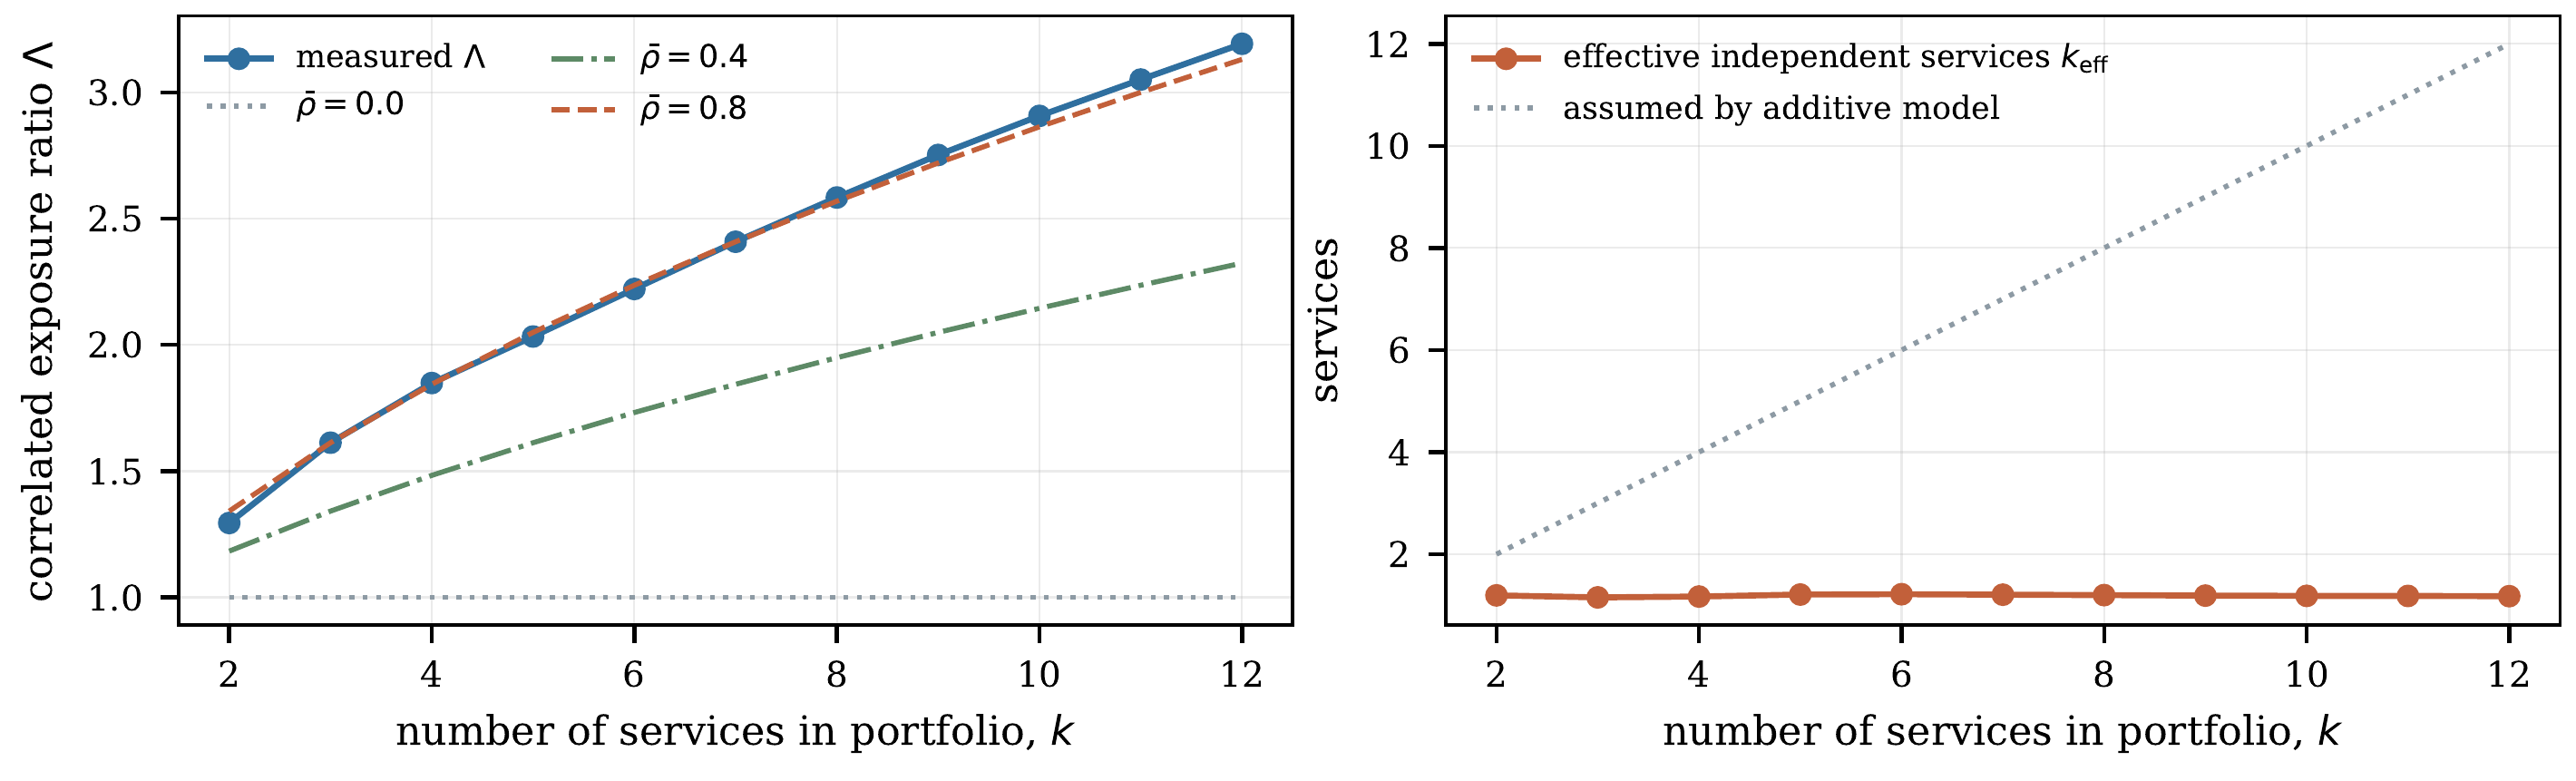 correlated exposure ratio Λ
3.0
2.5
2.0
1.5
1.0
measured Λ
ρ̄ = 0.0
ρ̄ = 0.4
ρ̄ = 0.8
2 4 6 8 10 12
number of services in portfolio, k
services
12
10
8
6
4
2
effective independent services k_eff
assumed by additive model
2 4 6 8 10 12
number of services in portfolio, k